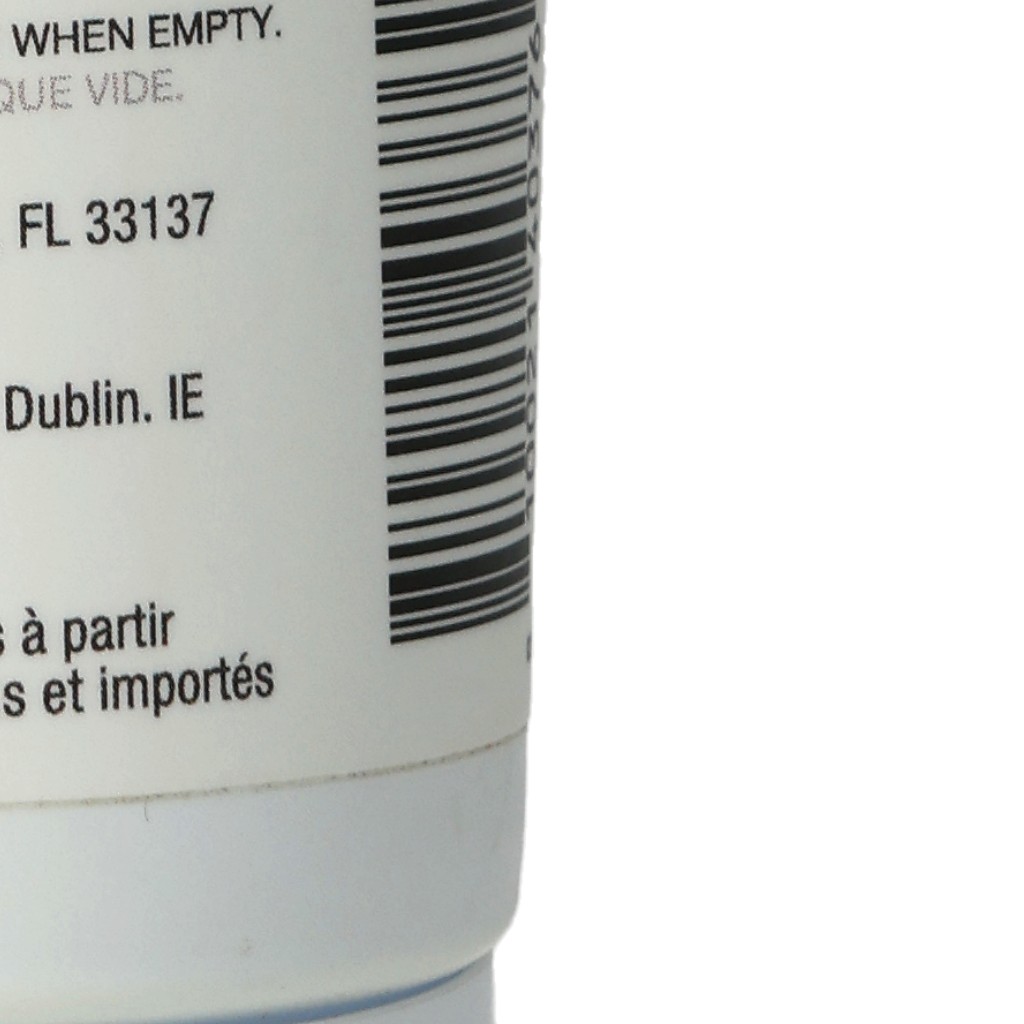 WHEN EMPTY.
QUE VIDE.
FL 33137
Dublin. IE
à partir
s et importés